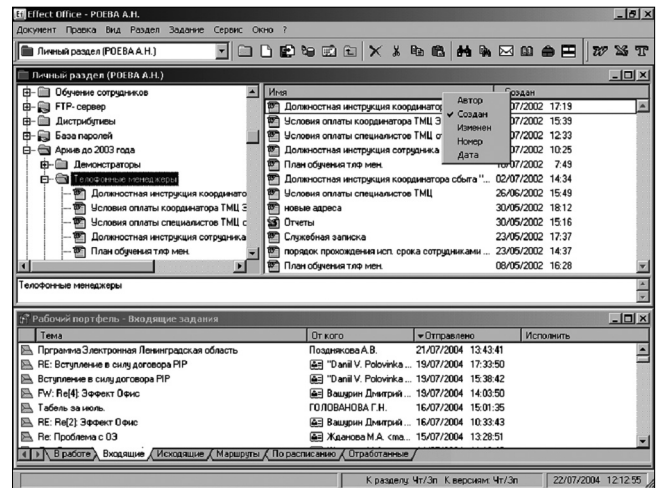 Effect Office - РОЕВА А.Н.
Документ Правка Вид Раздел Задание Сервис Окно ?
Личный раздел (РОЕВА А.Н.)
Личный раздел (РОЕВА А.Н.)
Обучение сотрудников
FTP- сервер
Дистрибутивы
База паролей
Архив до 2003 года
Демонстраторы
Телофонные менеджеры
Должностная инструкция координато
Условия оплаты координатора ТМЦ З
Условия оплаты специалистов ТМЦ с
Должностная инструкция сотрудника
План обучения тлф мен.
Имя Создан
Должностная инструкция координатор 07/2002 17:19
Условия оплаты координатора ТМЦ З 07/2002 15:39
Условия оплаты специалистов ТМЦ о 07/2002 12:33
Должностная инструкция сотрудника 07/2002 10:25
План обучения тлф мен. 07/2002 7:49
Должностная инструкция координатора сбыта "... 02/07/2002 14:34
Условия оплаты специалистов ТМЦ 26/06/2002 15:49
новые адреса 30/05/2002 18:12
Отчеты 30/05/2002 15:16
Служебная записка 23/05/2002 17:37
порядок прохождения исп. срока сотрудниками ... 23/05/2002 14:37
План обучения тлф мен. 08/05/2002 16:28
Автор
Создан
Изменен
Номер
Дата
Телофонные менеджеры
Рабочий портфель - Входящие задания
Тема От кого Отправлено Исполнить
Прграмма Электронная Ленинградская область Позднякова А.В. 21/07/2004 13:43:41
RE: Вступление в силу договора PIP "Danil V. Polovinka ... 19/07/2004 17:33:50
Вступление в силу договора PIP "Danil V. Polovinka ... 19/07/2004 15:38:42
FW: Re[4]: Эффект Офис Вашурин Дмитрий ... 19/07/2004 14:03:50
Табель за июль. ГОЛОВАНОВА Г.Н. 16/07/2004 15:01:35
RE: Re[2]: Эффект Офис Вашурин Дмитрий ... 16/07/2004 10:33:43
Re: Проблема с ОЭ Жданова М.А. <ma... 15/07/2004 13:28:51
В работе Входящие Исходящие Маршруты По расписанию Отработанные
К разделу: Чт/Зп К версиям: Чт/Зп 22/07/2004 12:12:55